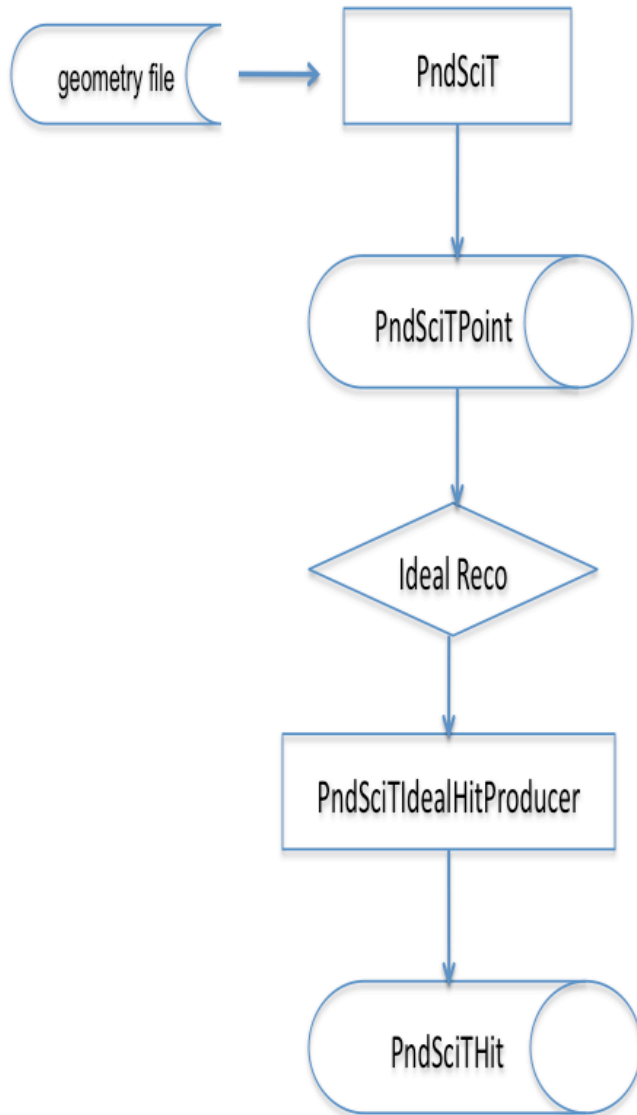 geometry file
PndSciT
PndSciTPoint
Ideal Reco
PndSciTIdealHitProducer
PndSciTHit